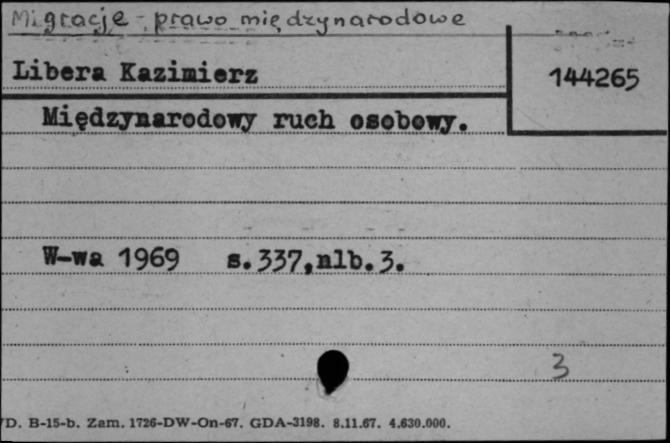 Migracje - prawo międzynarodowe
Libera Kazimierz
144265
Międzynarodowy ruch osobowy.
W-wa 1969 s.337,nlb.3.
3
D. B-15-b. Zam. 1726-DW-On-67. GDA-3198. 8.11.67. 4.630.000.